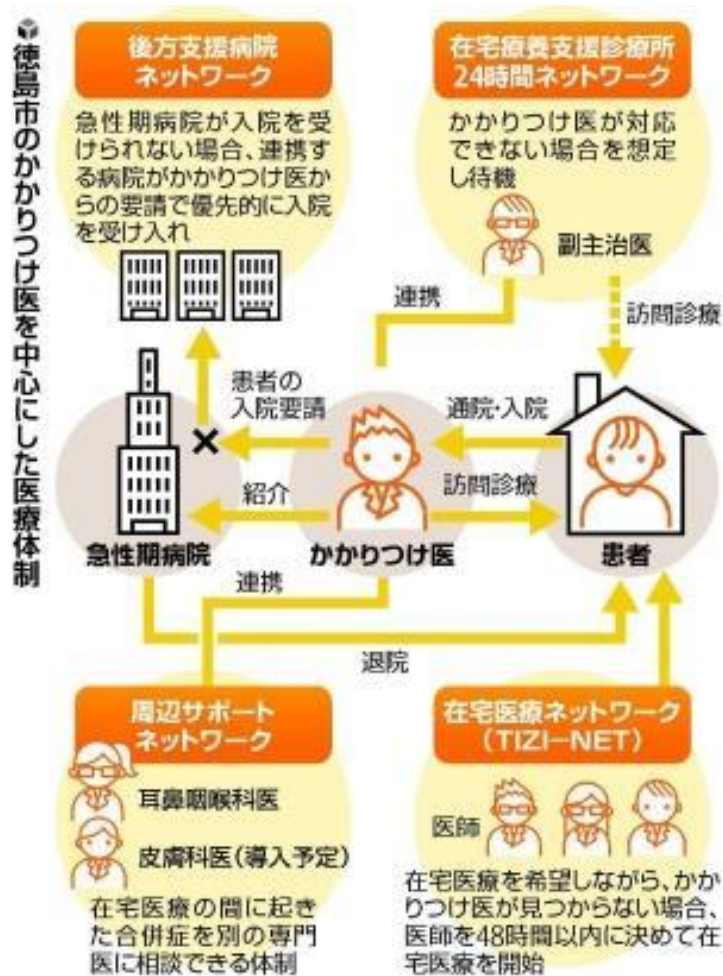 徳島市のかかりつけ医を中心にした医療体制
後方支援病院
ネットワーク
急性期病院が入院を受
けられない場合、連携す
る病院がかかりつけ医か
らの要請で優先的に入院
を受け入れ
在宅療養支援診療所
24時間ネットワーク
かかりつけ医が対応
できない場合を想定
し待機
副主治医
連携
訪問診療
患者の
入院要請
通院・入院
紹介
訪問診療
急性期病院
かかりつけ医
患者
連携
退院
周辺サポート
ネットワーク
耳鼻咽喉科医
皮膚科医(導入予定)
在宅医療の間に起き
た合併症を別の専門
医に相談できる体制
在宅医療ネットワーク
(TIZI-NET)
医師
在宅医療を希望しながら、かか
りつけ医が見つからない場合、
医師を48時間以内に決めて在
宅医療を開始